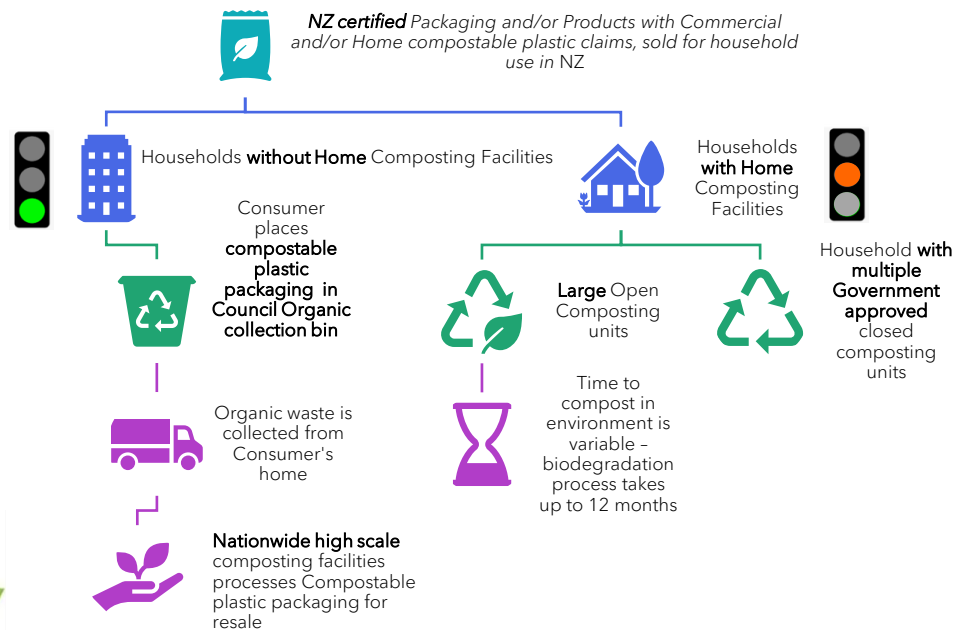 NZ certified Packaging and/or Products with Commercial
and/or Home compostable plastic claims, sold for household
use in NZ
Households without Home Composting Facilities
Households
with Home
Composting
Facilities
Consumer
places
compostable
plastic
packaging in
Council Organic
collection bin
Large Open
Composting
units
Household with
multiple
Government
approved
closed
composting
units
Organic waste is
collected from
Consumer's
home
Time to
compost in
environment is
variable –
biodegradation
process takes
up to 12 months
Nationwide high scale
composting facilities
processes Compostable
plastic packaging for
resale